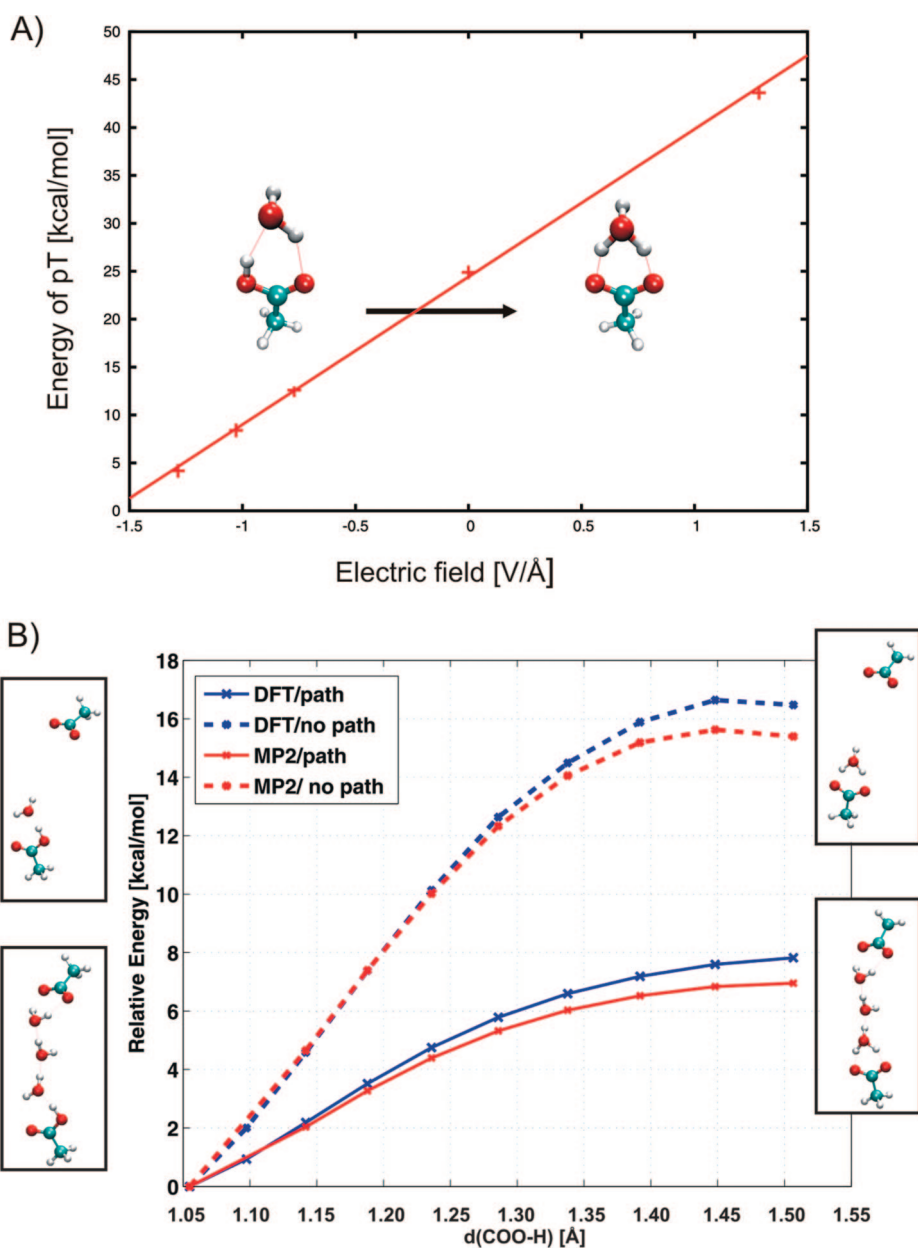 A)
Energy of pT [kcal/mol]
50
45
40
35
30
25
20
15
10
5
0
-1.5 -1 -0.5 0 0.5 1 1.5
Electric field [V/Å]
B)
Relative Energy [kcal/mol]
18
16
14
12
10
8
6
4
2
0
DFT/path
DFT/no path
MP2/path
MP2/ no path
1.05 1.10 1.15 1.20 1.25 1.30 1.35 1.40 1.45 1.50 1.55
d(COO-H) [Å]